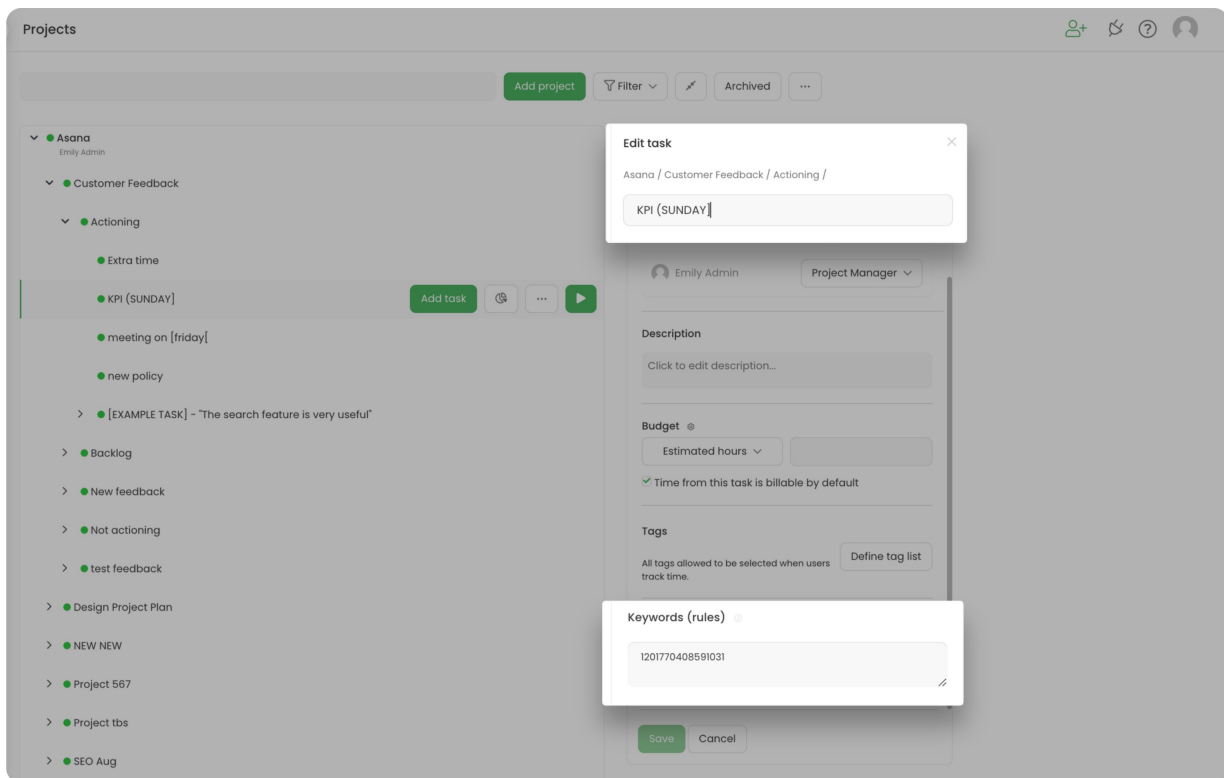 Projects
Add project
Filter
Archived
...
Asana
Emily Admin
Customer Feedback
Actioning
Extra time
KPI (SUNDAY]
Add task
...
meeting on [friday[
new policy
[EXAMPLE TASK] - "The search feature is very useful"
Backlog
New feedback
Not actioning
test feedback
Design Project Plan
NEW NEW
Project 567
Project tbs
SEO Aug
Edit task
Asana / Customer Feedback / Actioning /
KPI (SUNDAY]
Emily Admin
Project Manager
Description
Click to edit description...
Budget
Estimated hours
Time from this task is billable by default
Tags
All tags allowed to be selected when users
track time.
Define tag list
Keywords (rules)
1201770408591031
Save
Cancel